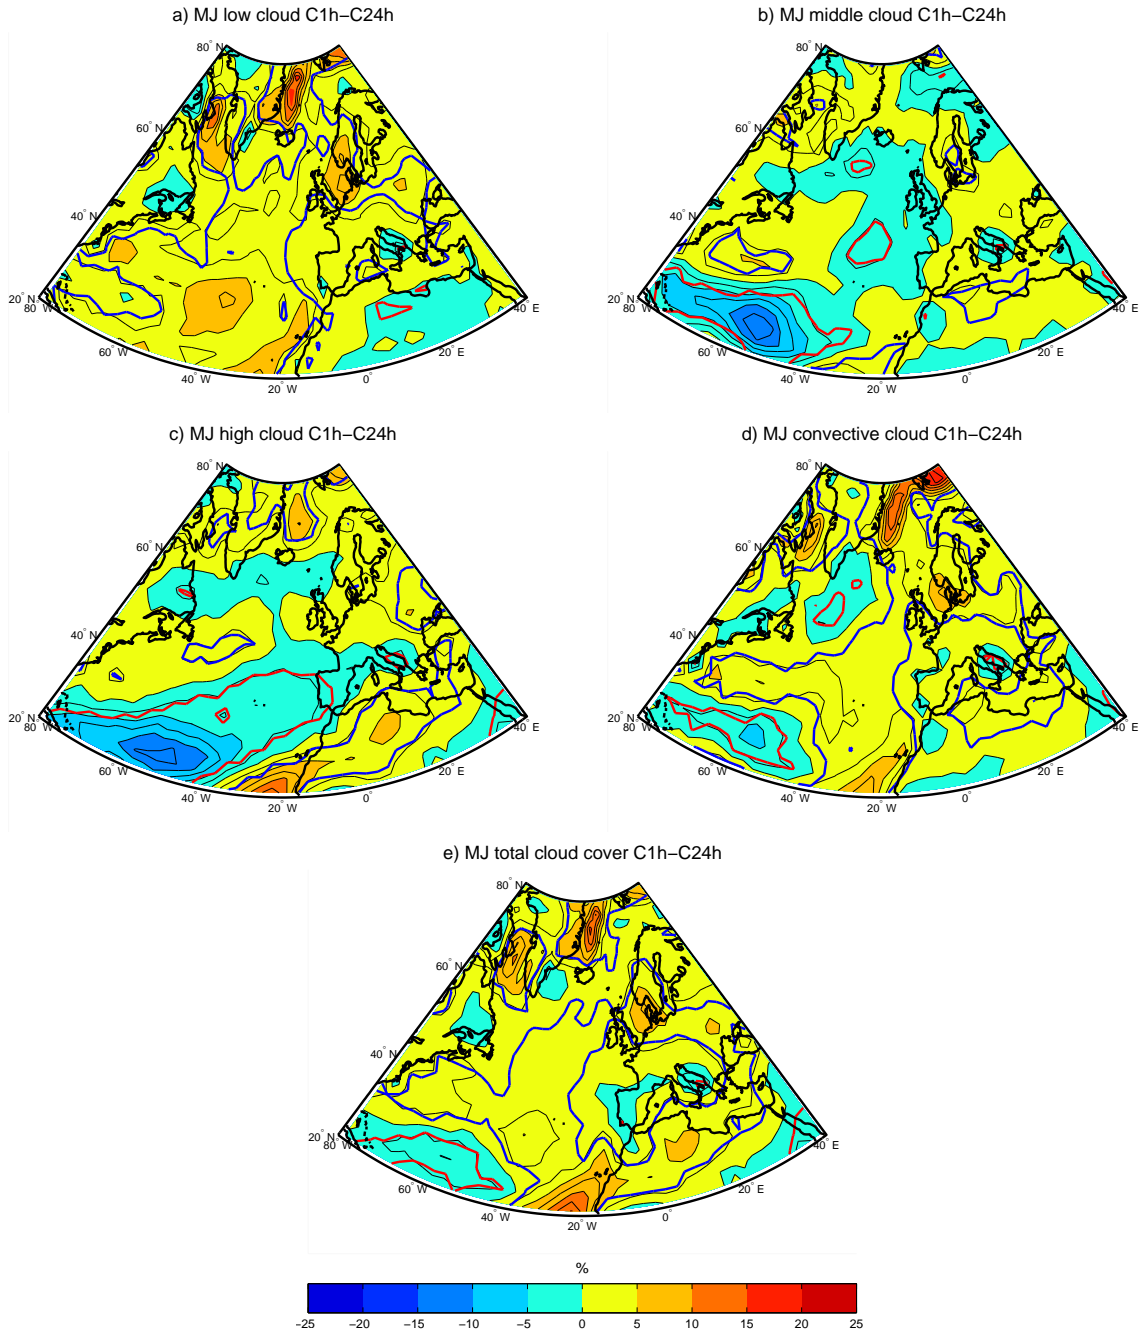 a) MJ low cloud C1h−C24h
80° N
60° N
40° N
20° N
80° W
60° W
40° W
20° W
0°
20° E
40° E
b) MJ middle cloud C1h−C24h
80° N
60° N
40° N
20° N
80° W
60° W
40° W
20° W
0°
20° E
40° E
c) MJ high cloud C1h−C24h
80° N
60° N
40° N
20° N
80° W
60° W
40° W
20° W
0°
20° E
40° E
d) MJ convective cloud C1h−C24h
80° N
60° N
40° N
20° N
80° W
60° W
40° W
20° W
0°
20° E
40° E
e) MJ total cloud cover C1h−C24h
80° N
60° N
40° N
20° N
80° W
60° W
40° W
20° W
0°
20° E
40° E
%
−25 −20 −15 −10 −5 0 5 10 15 20 25